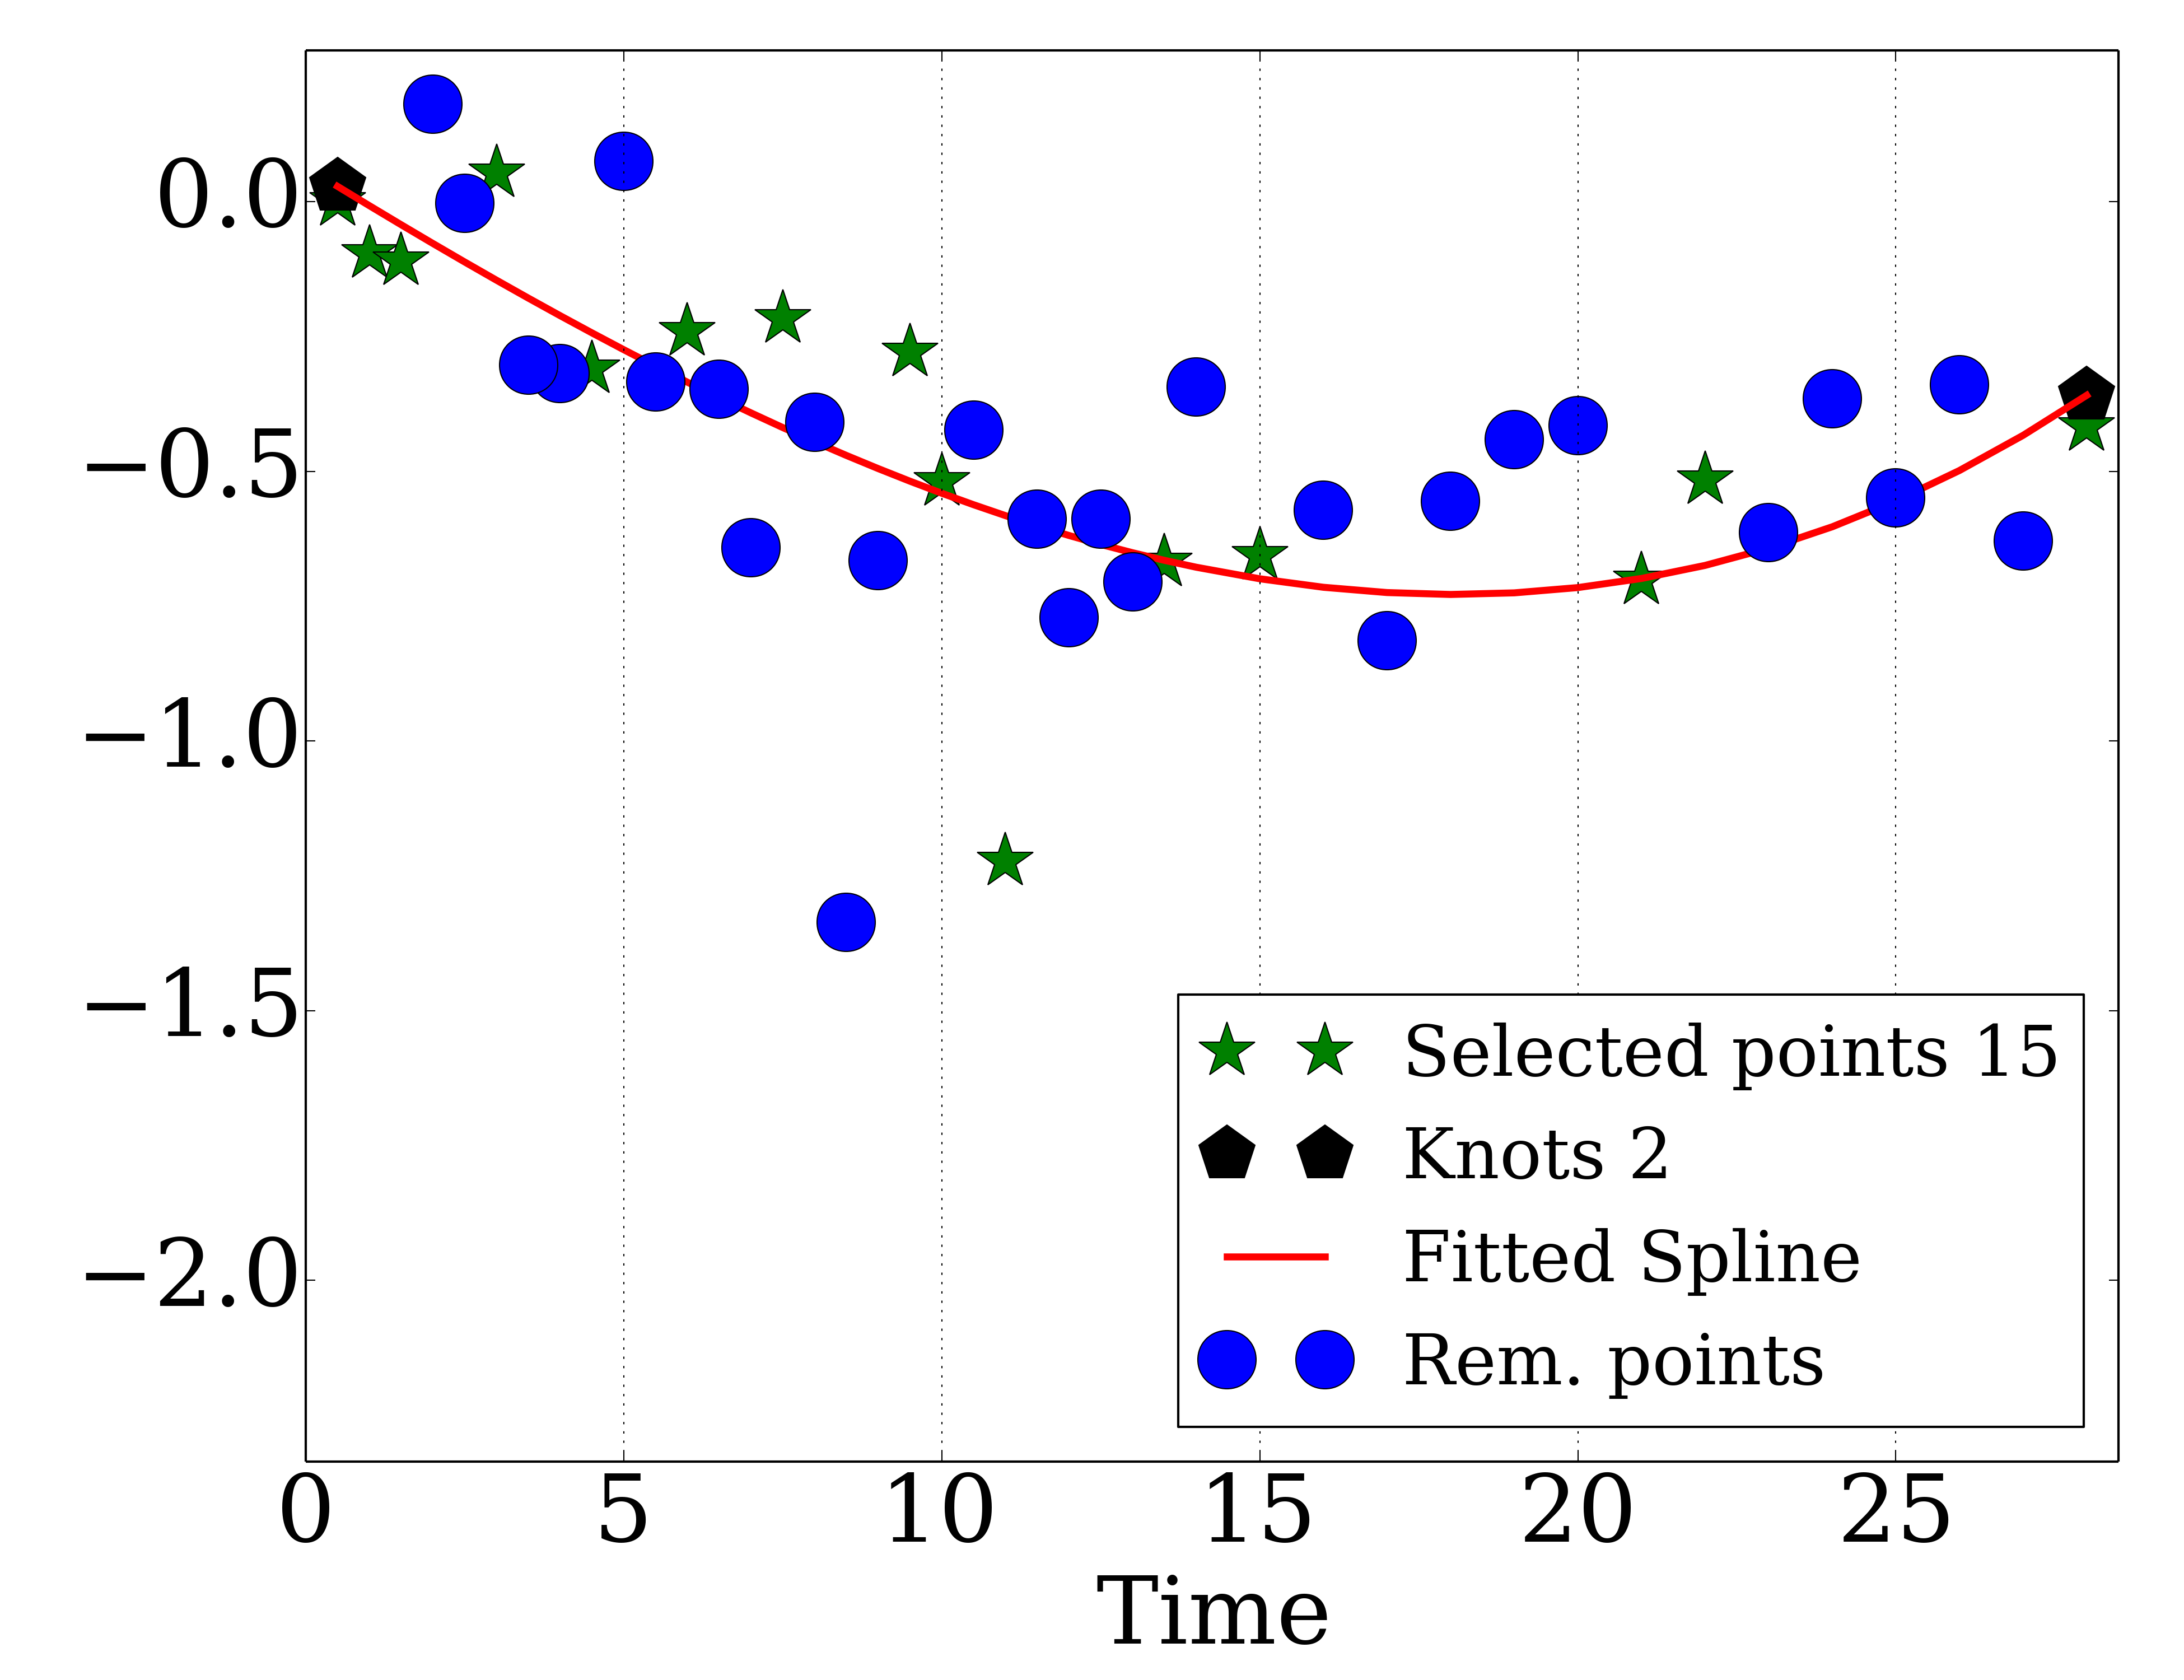 0.0
−0.5
−1.0
−1.5
−2.0
Selected points 15
Knots 2
Fitted Spline
Rem. points
0 5 10 15 20 25
Time